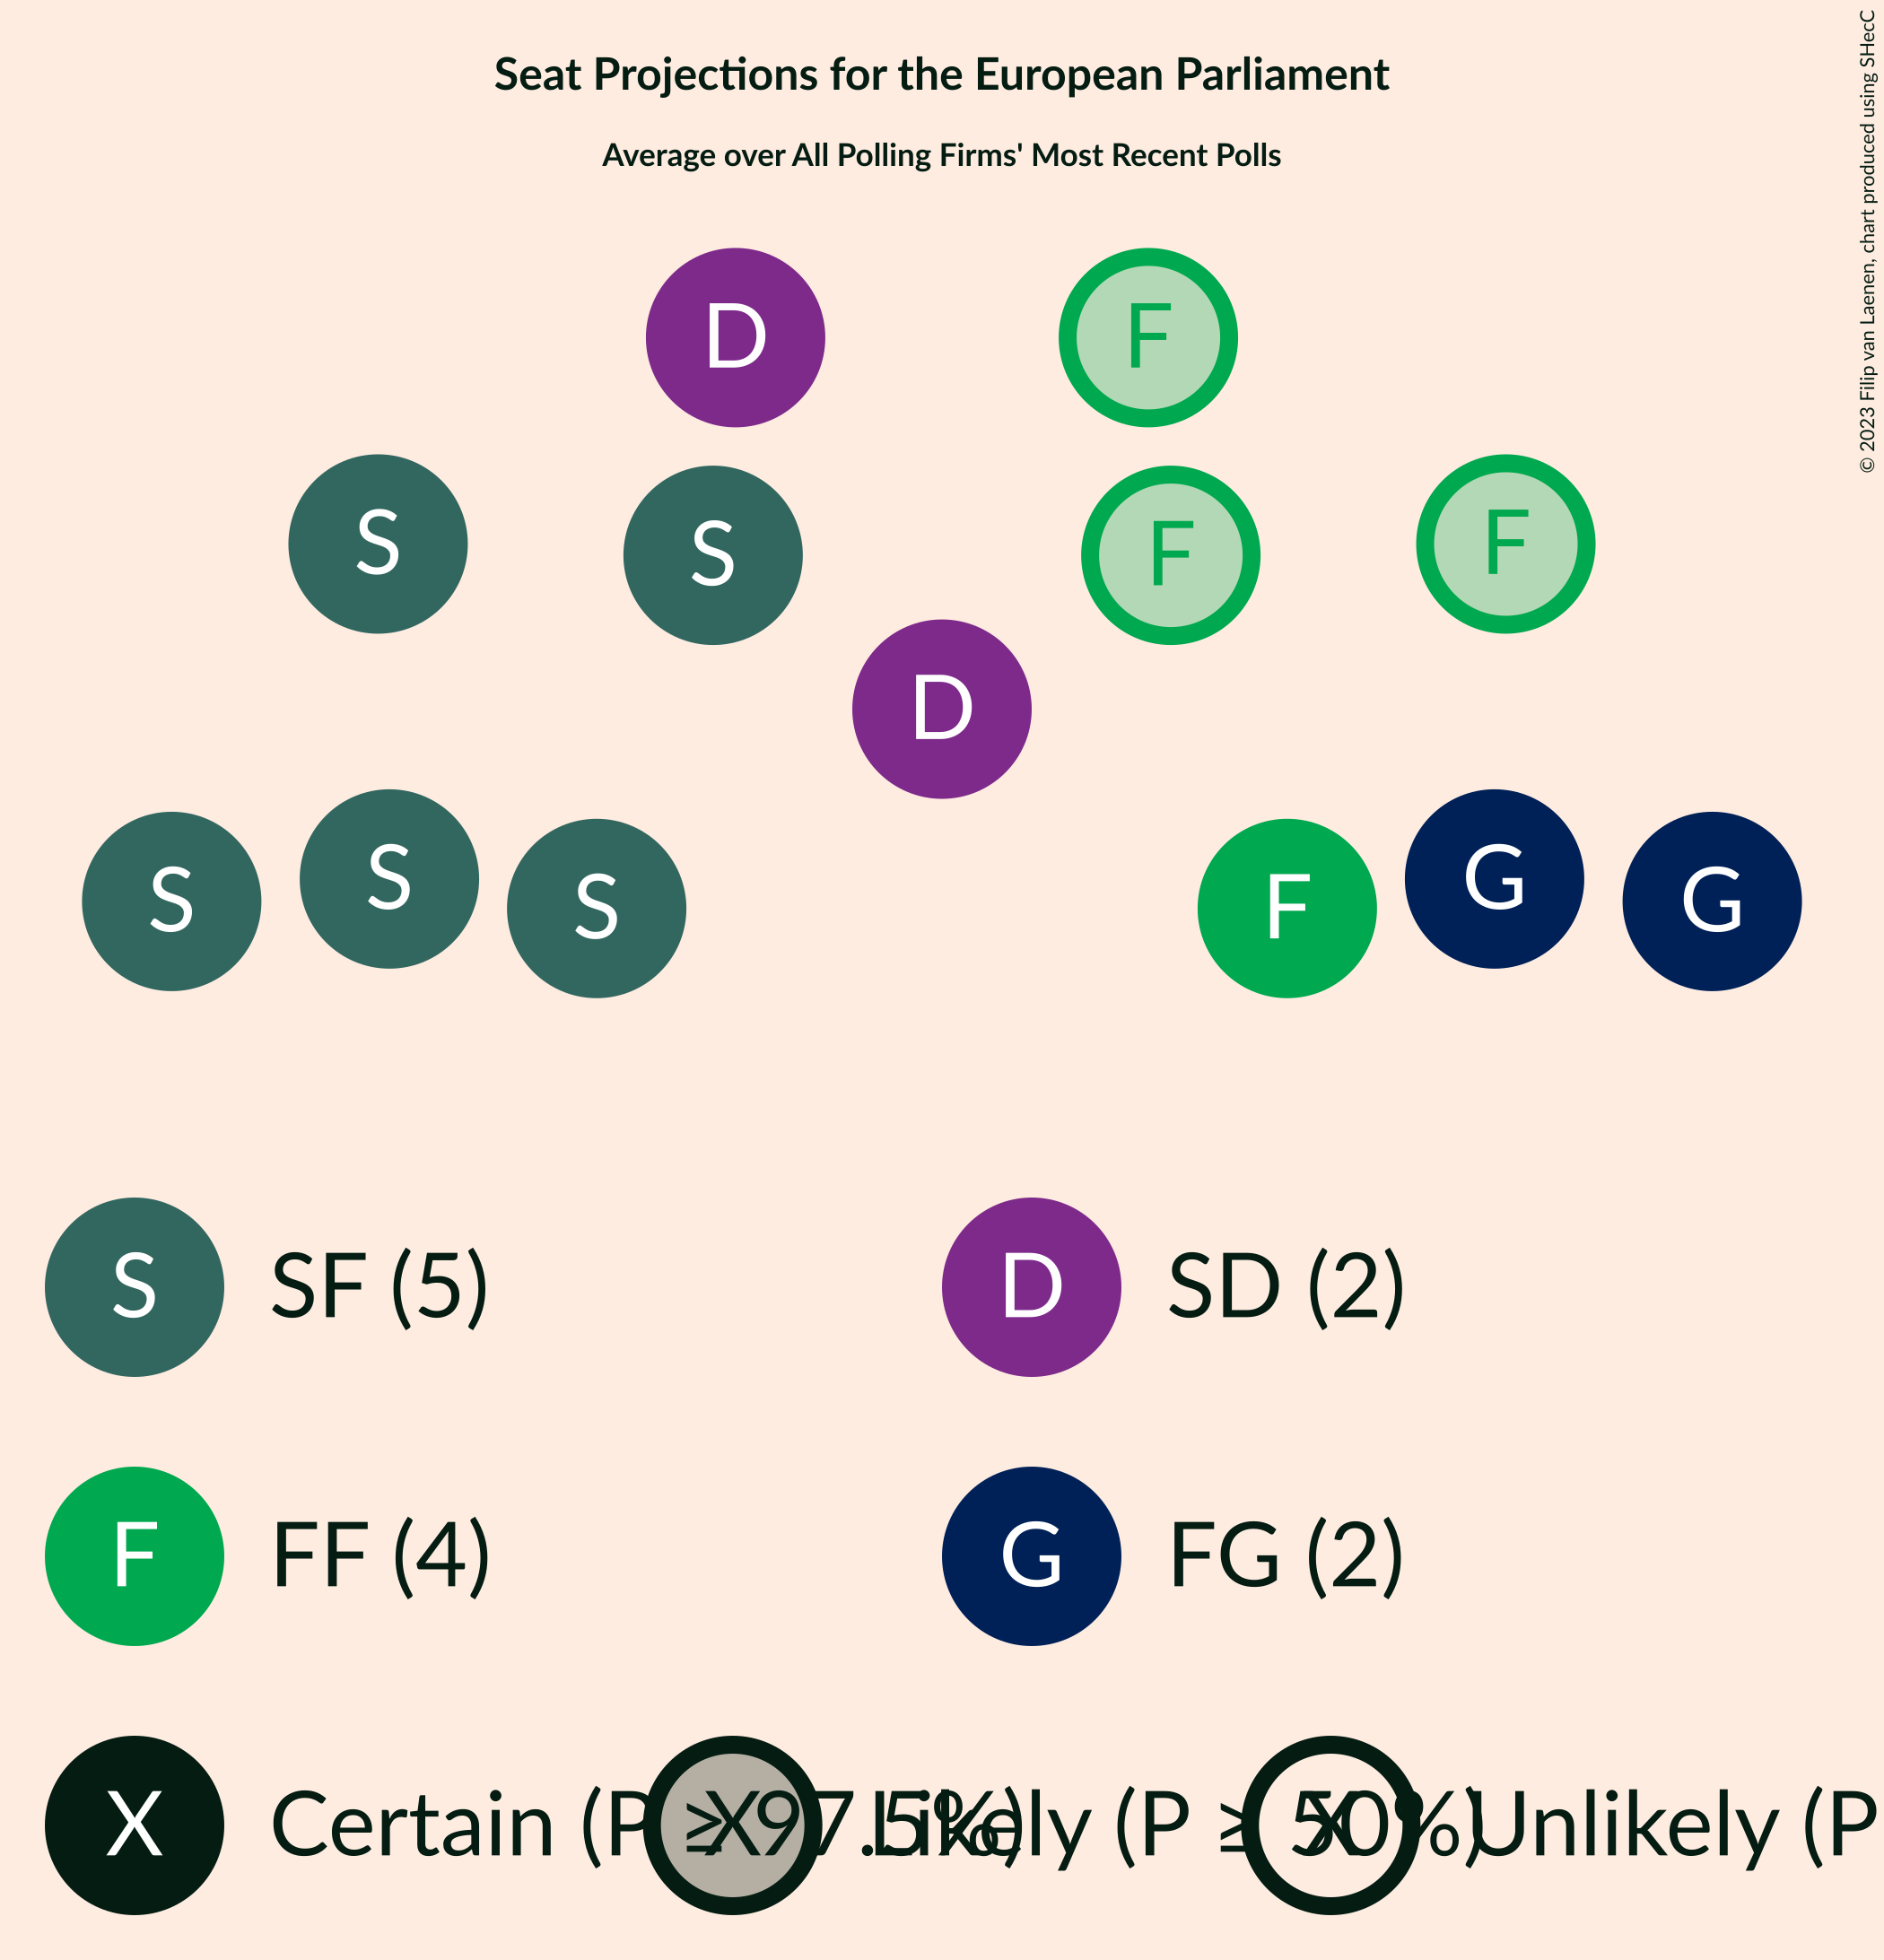 Seat Projections for the European Parliament
Average over All Polling Firms' Most Recent Polls
© 2023 Filip van Laenen, chart produced using SHecC
D F
S S F F
D
S S S F G G
S SF (5) D SD (2)
F FF (4) G FG (2)
X Certain (P ≥ 97.5%) X Likely (P ≥ 50%) X Unlikely (P